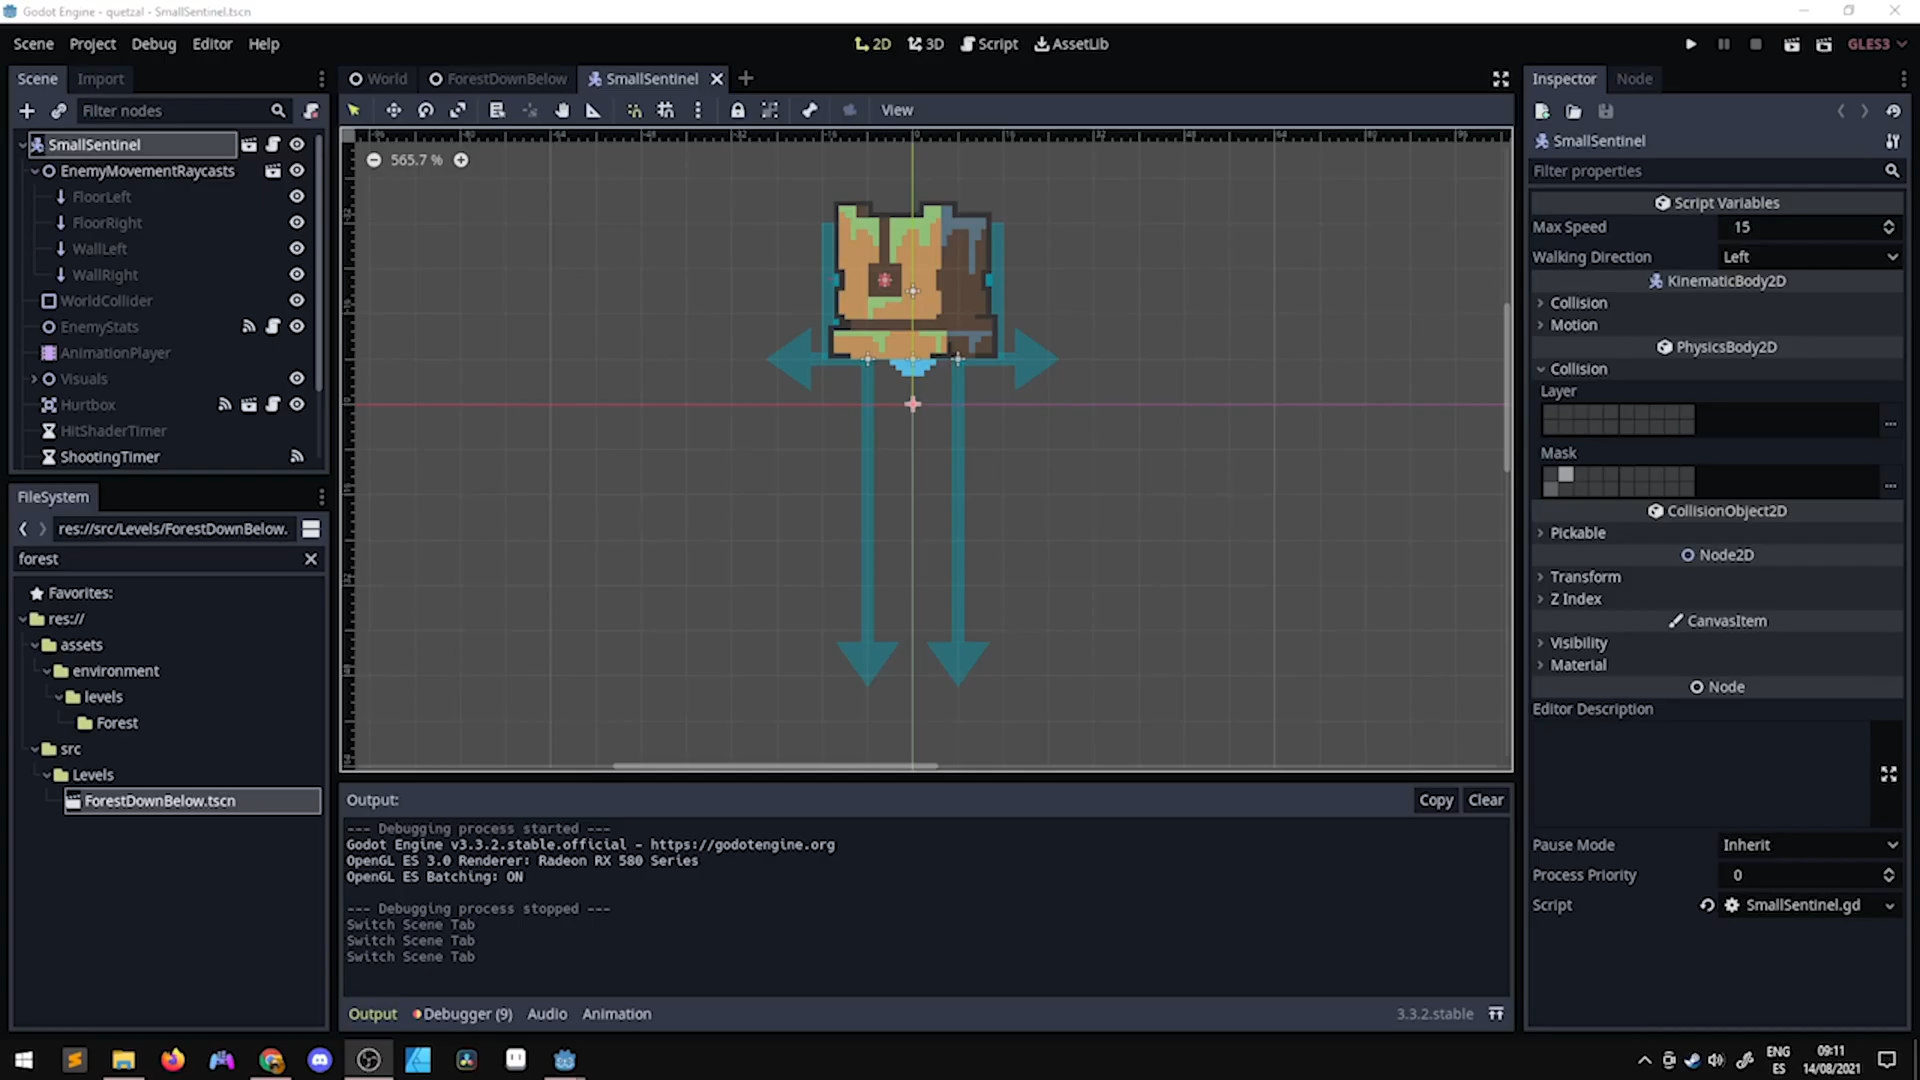 Godot Engine - quetzal - SmallSentinel.tscn
Scene Project Debug Editor Help
2D 3D Script AssetLib
GLES3
Scene Import
World ForestDownBelow SmallSentinel
Inspector Node
Filter nodes
View
SmallSentinel
EnemyMovementRaycasts
FloorLeft
FloorRight
WallLeft
WallRight
WorldCollider
EnemyStats
AnimationPlayer
Visuals
Hurtbox
HitShaderTimer
ShootingTimer
565.7 %
FileSystem
res://src/Levels/ForestDownBelow.
forest
Favorites:
res://
assets
environment
levels
Forest
src
Levels
ForestDownBelow.tscn
Output:
Copy Clear
--- Debugging process started ---
Godot Engine v3.3.2.stable.official - https://godotengine.org
OpenGL ES 3.0 Renderer: Radeon RX 580 Series
OpenGL ES Batching: ON
--- Debugging process stopped ---
Switch Scene Tab
Switch Scene Tab
Switch Scene Tab
Output Debugger (9) Audio Animation
3.3.2.stable
SmallSentinel
Filter properties
Script Variables
Max Speed 15
Walking Direction Left
KinematicBody2D
Collision
Motion
PhysicsBody2D
Collision
Layer
...
Mask
...
CollisionObject2D
Pickable
Node2D
Transform
Z Index
CanvasItem
Visibility
Material
Node
Editor Description
Pause Mode Inherit
Process Priority 0
Script SmallSentinel.gd
ENG
ES
09:11
14/08/2021